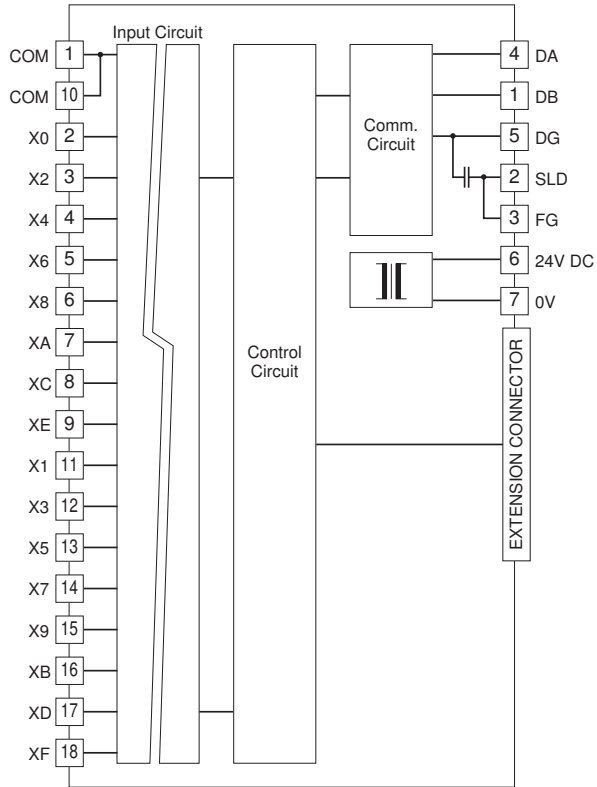 Input Circuit
COM 1
COM 10
X0 2
X2 3
X4 4
X6 5
X8 6
XA 7
XC 8
XE 9
X1 11
X3 12
X5 13
X7 14
X9 15
XB 16
XD 17
XF 18
Control
Circuit
Comm.
Circuit
4 DA
1 DB
5 DG
2 SLD
3 FG
6 24V DC
7 0V
EXTENSION CONNECTOR